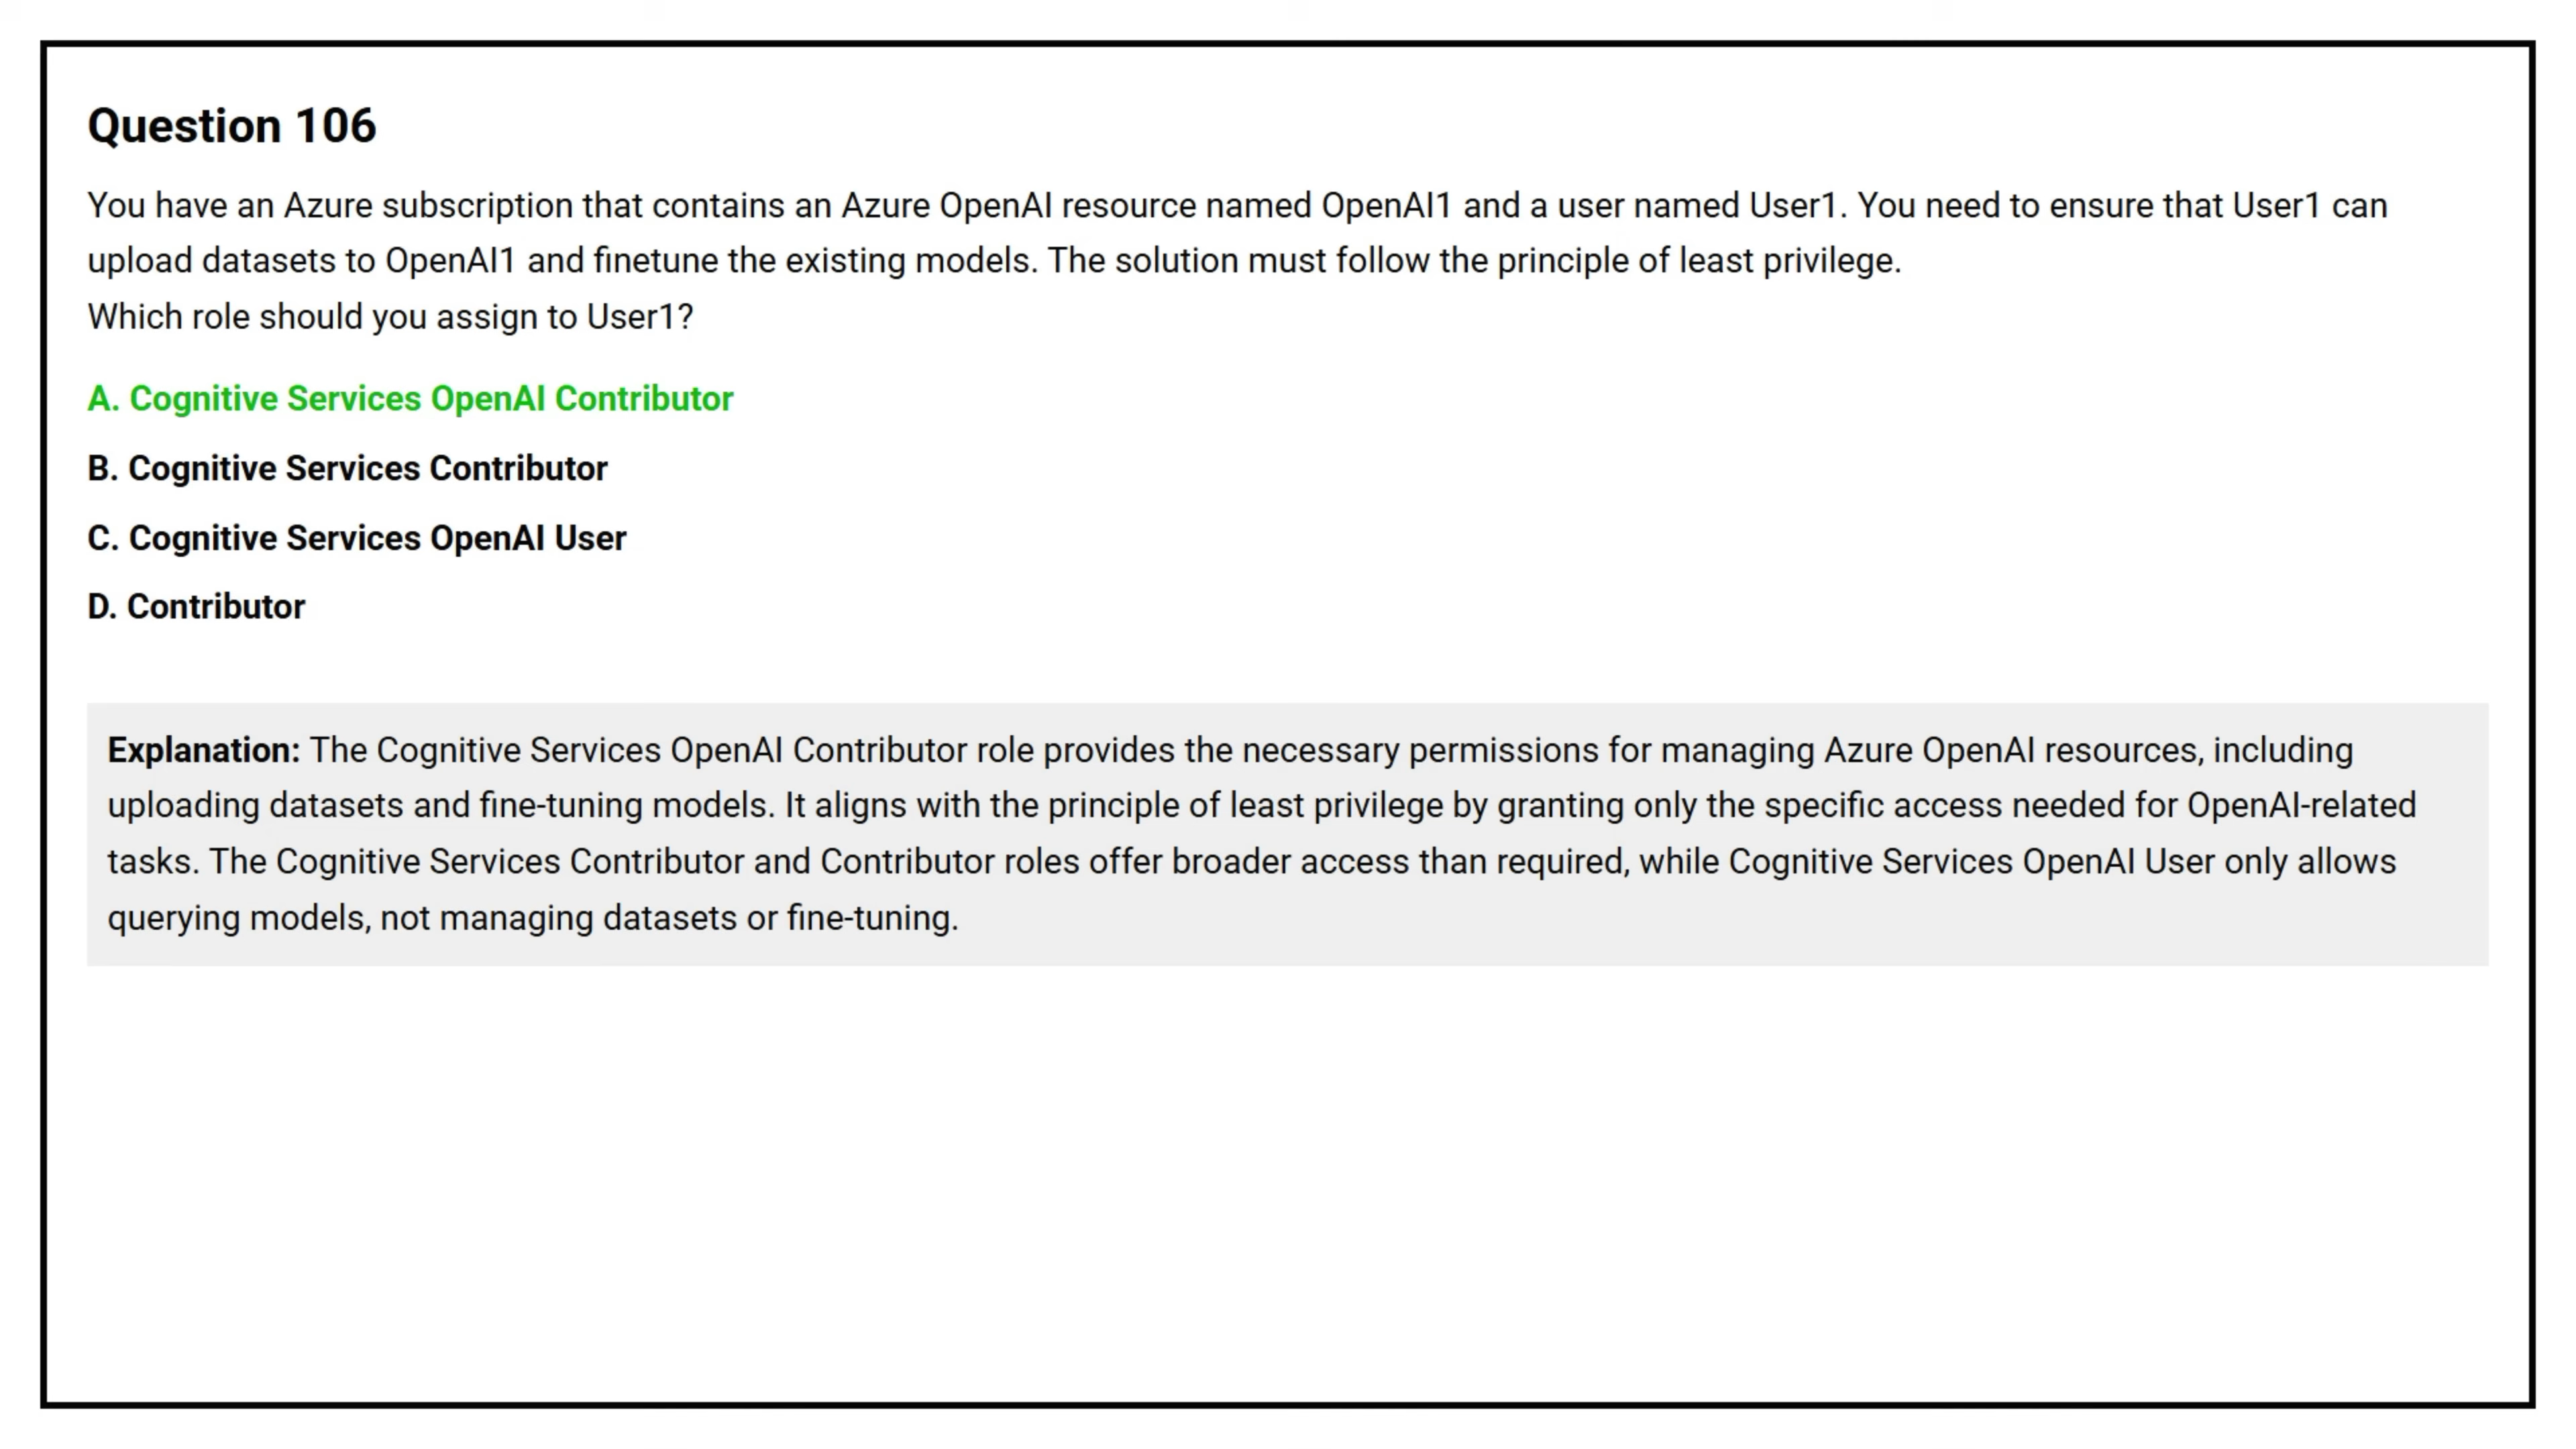 Question 106
You have an Azure subscription that contains an Azure OpenAI resource named OpenAI1 and a user named User1. You need to ensure that User1 can
upload datasets to OpenAI1 and finetune the existing models. The solution must follow the principle of least privilege.
Which role should you assign to User1?
A. Cognitive Services OpenAI Contributor
B. Cognitive Services Contributor
C. Cognitive Services OpenAI User
D. Contributor
Explanation: The Cognitive Services OpenAI Contributor role provides the necessary permissions for managing Azure OpenAI resources, including
uploading datasets and fine-tuning models. It aligns with the principle of least privilege by granting only the specific access needed for OpenAI-related
tasks. The Cognitive Services Contributor and Contributor roles offer broader access than required, while Cognitive Services OpenAI User only allows
querying models, not managing datasets or fine-tuning.